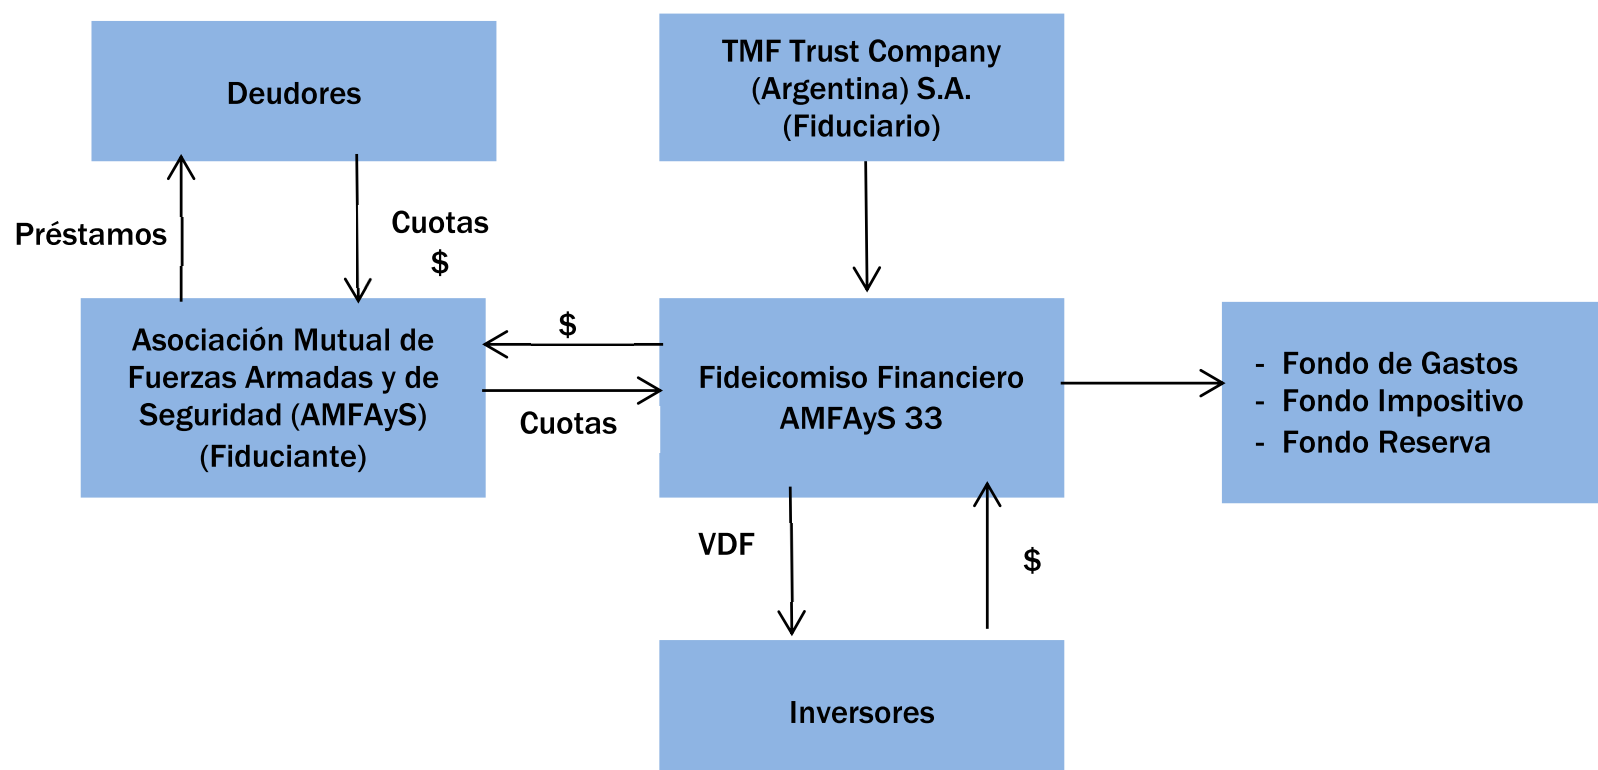 Deudores
TMF Trust Company
(Argentina) S.A.
(Fiduciario)
Préstamos
Cuotas
$
Asociación Mutual de
Fuerzas Armadas y de
Seguridad (AMFAyS)
(Fiduciante)
$
Cuotas
Fideicomiso Financiero
AMFAyS 33
- Fondo de Gastos
- Fondo Impositivo
- Fondo Reserva
VDF
$
Inversores